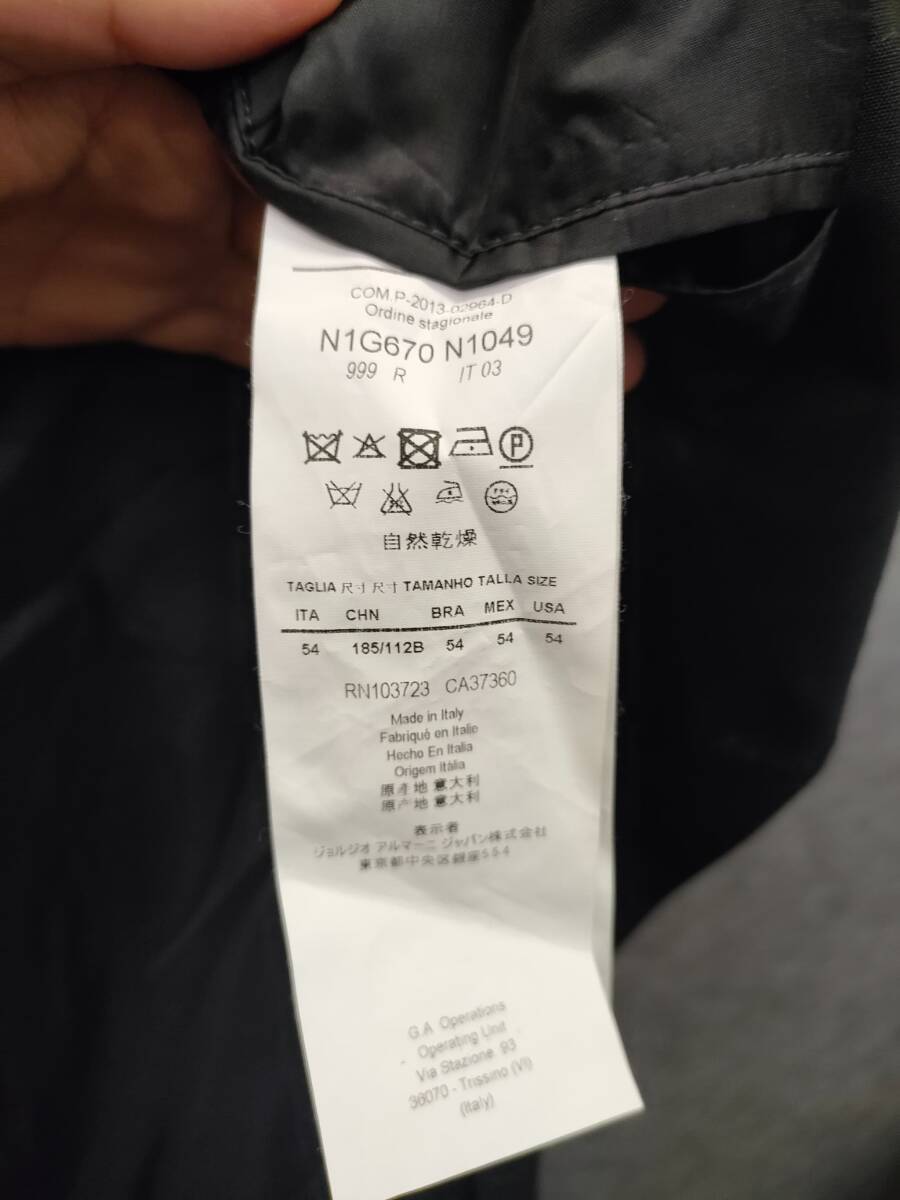 COM.P-2013-02964-D
Ordine stagionale
N1G670 N1049
999 R IT 03
P
自然乾燥
TAGLIA 尺寸 尺寸 TAMANHO TALLA SIZE
ITA CHN BRA MEX USA
54 185/112B 54 54 54
RN103723 CA37360
Made in Italy
Fabriqué en Italie
Hecho En Italia
Origem Itália
原產地 意大利
原产地 意大利
表示者
ジョルジオ アルマーニ ジャパン株式会社
東京都中央区銀座5-5-4
G.A Operations
- Operating Unit -
Via Stazione 93
36070 - Trissino (VI)
(Italy)